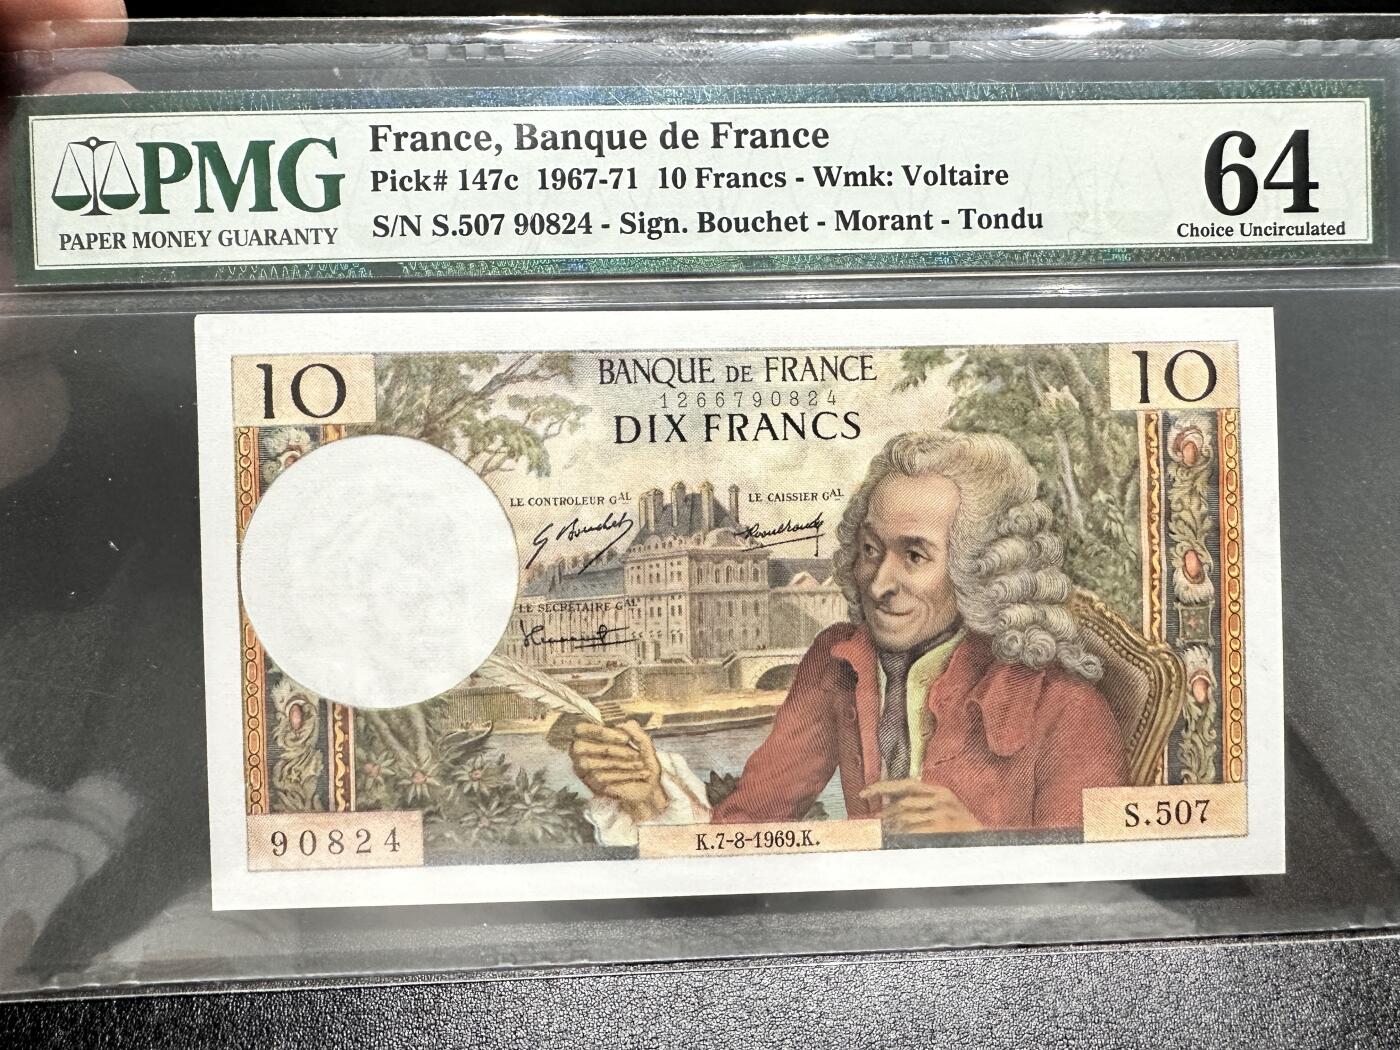 PMG
PAPER MONEY GUARANTY
France, Banque de France
Pick# 147c 1967-71 10 Francs - Wmk: Voltaire
S/N S.507 90824 - Sign. Bouchet - Morant - Tondu
64
Choice Uncirculated
10
BANQUE DE FRANCE
10
1266790824
DIX FRANCS
LE CONTROLEUR GAL
LE CAISSIER GAL
G Bouchet
LE SECRÉTAIRE GAL
90824
K.7-8-1969.K.
S.507